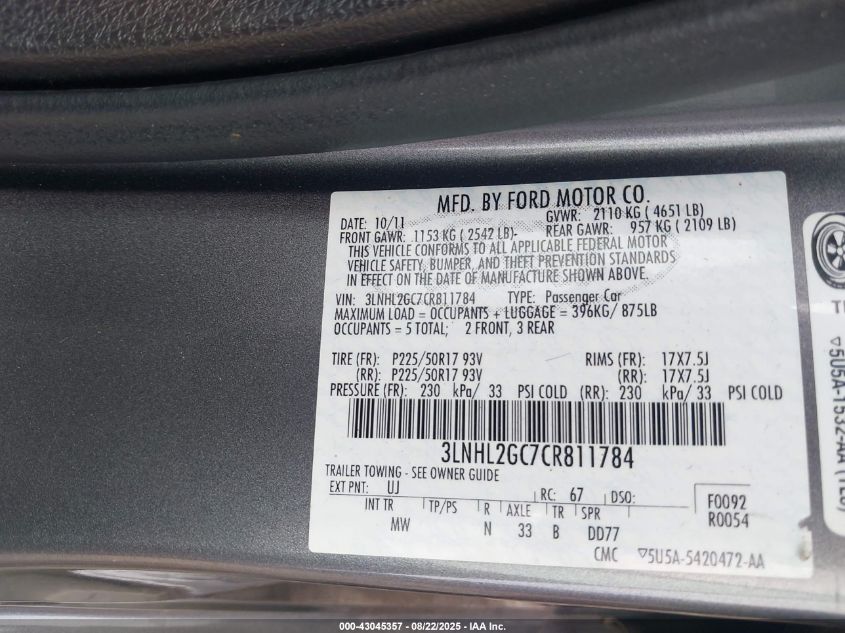 MFD. BY FORD MOTOR CO.
DATE: 10/11 GVWR: 2110 KG ( 4651 LB)
FRONT GAWR: 1153 KG ( 2542 LB)- REAR GAWR: 957 KG ( 2109 LB)
THIS VEHICLE CONFORMS TO ALL APPLICABLE FEDERAL MOTOR
VEHICLE SAFETY, BUMPER, AND THEFT PREVENTION STANDARDS
IN EFFECT ON THE DATE OF MANUFACTURE SHOWN ABOVE.
VIN: 3LNHL2GC7CR811784 TYPE: Passenger Car
MAXIMUM LOAD = OCCUPANTS + LUGGAGE = 396KG/ 875LB
OCCUPANTS = 5 TOTAL; 2 FRONT, 3 REAR
TIRE (FR): P225/50R17 93V RIMS (FR): 17X7.5J
(RR): P225/50R17 93V (RR): 17X7.5J
PRESSURE (FR): 230 kPa/ 33 PSI COLD (RR): 230 kPa/ 33 PSI COLD
3LNHL2GC7CR811784
TRAILER TOWING - SEE OWNER GUIDE
EXT PNT: UJ RC: 67 DSO: F0092
INT TR TP/PS R AXLE TR SPR R0054
MW N 33 B DD77
CMC ▽5U5A-5420472-AA
▽5U5A-1532-AA
000-43045357 - 08/22/2025 - IAA Inc.